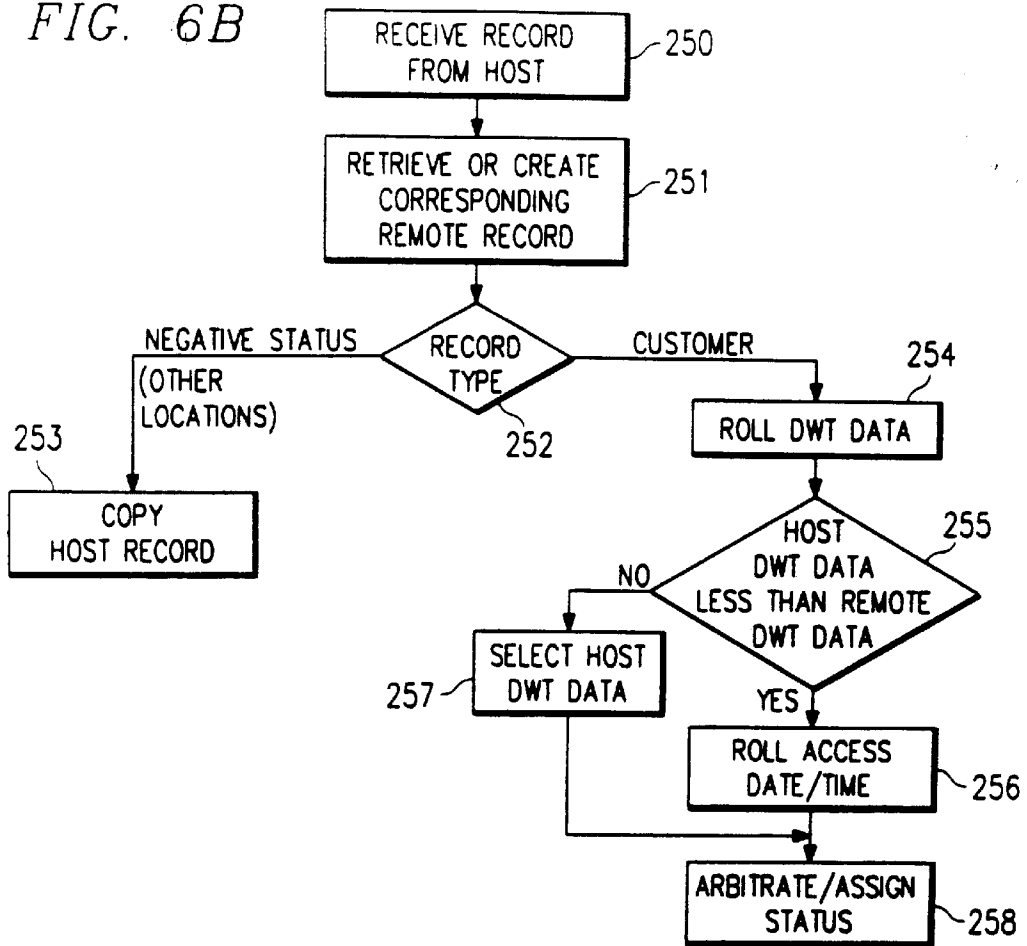 FIG. 6B
RECEIVE RECORD
FROM HOST
250
RETRIEVE OR CREATE
CORRESPONDING
REMOTE RECORD
251
NEGATIVE STATUS
(OTHER
LOCATIONS)
RECORD
TYPE
252
CUSTOMER
253
COPY
HOST RECORD
254
ROLL DWT DATA
HOST
DWT DATA
LESS THAN REMOTE
DWT DATA
255
NO
SELECT HOST
DWT DATA
257
YES
ROLL ACCESS
DATE/TIME
256
ARBITRATE/ASSIGN
STATUS
258